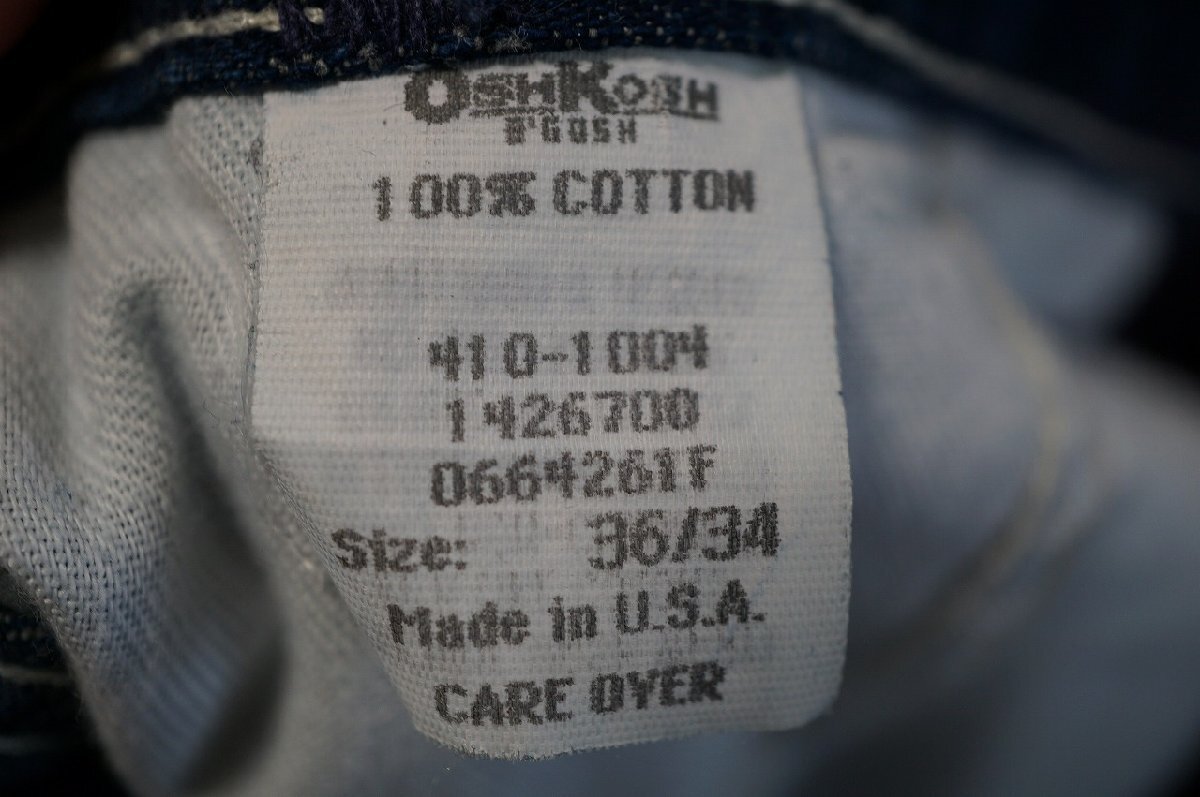 OSHKOSH
B'GOSH
100% COTTON
410-1004
1426700
0664261F
Size: 36/34
Made in U.S.A.
CARE OVER